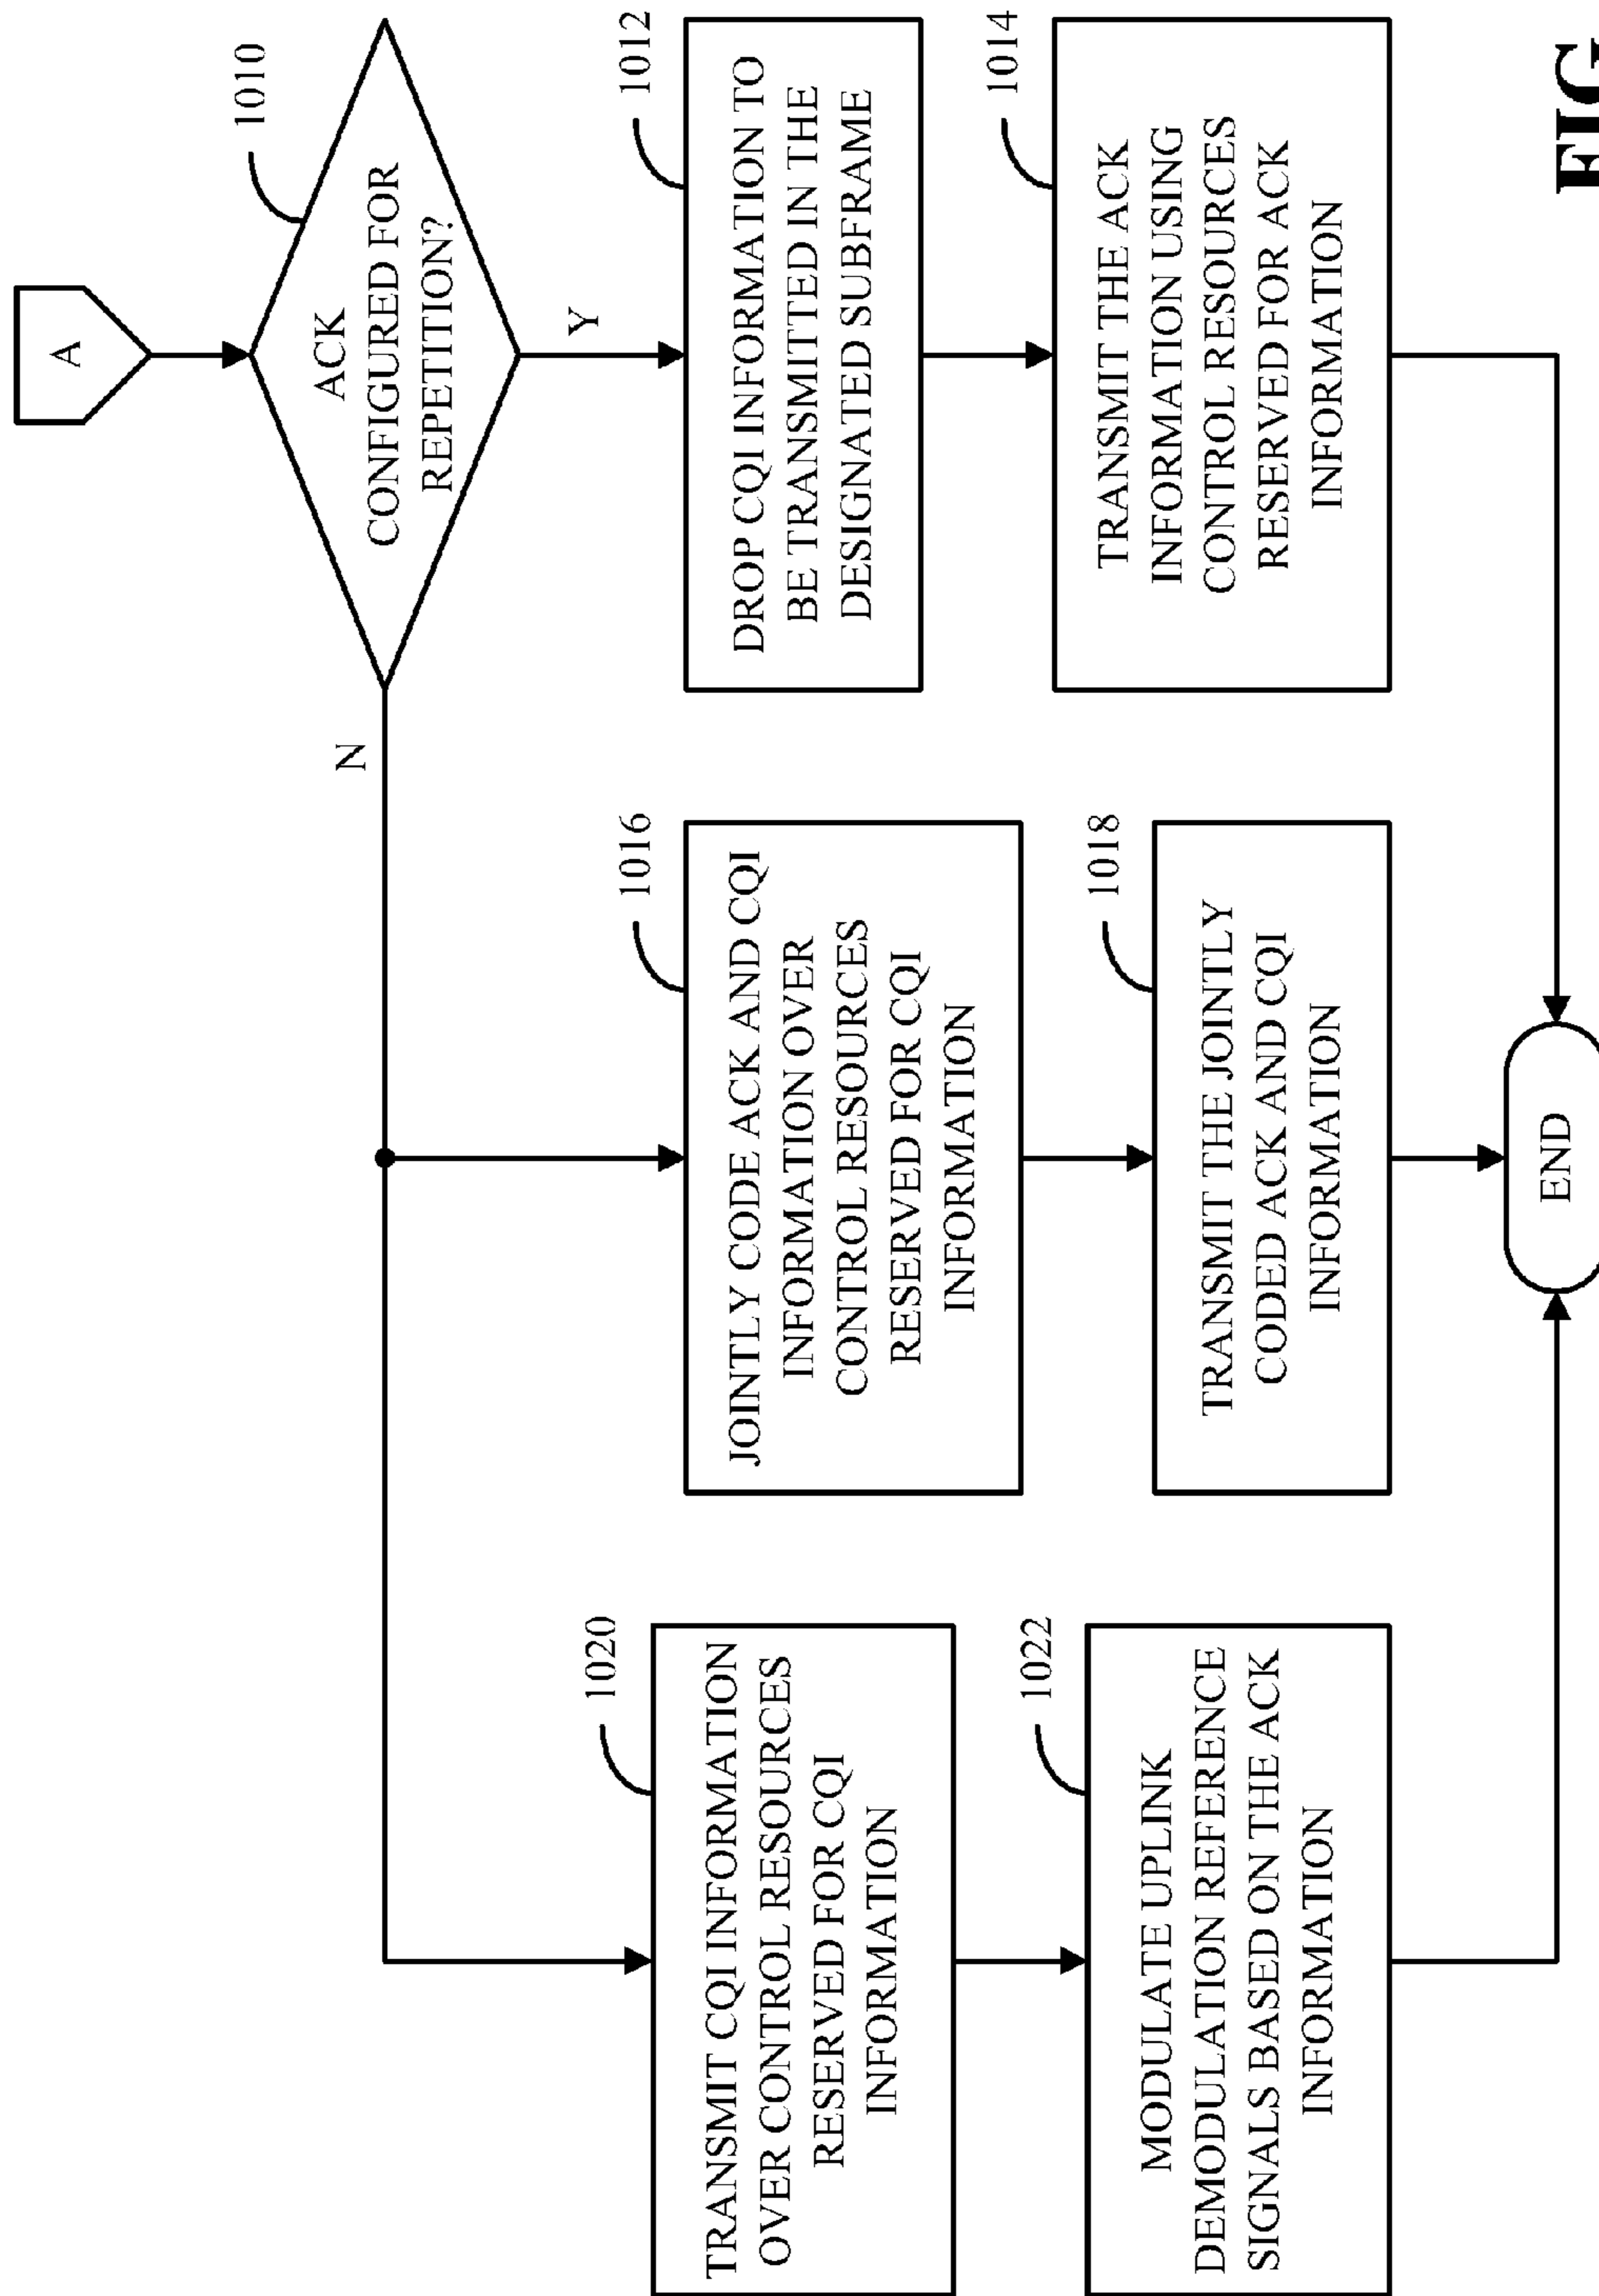 A
1010
ACK
CONFIGURED FOR
REPETITION?
N
Y
1012
DROP CQI INFORMATION TO
BE TRANSMITTED IN THE
DESIGNATED SUBFRAME
1014
TRANSMIT THE ACK
INFORMATION USING
CONTROL RESOURCES
RESERVED FOR ACK
INFORMATION
1016
JOINTLY CODE ACK AND CQI
INFORMATION OVER
CONTROL RESOURCES
RESERVED FOR CQI
INFORMATION
1018
TRANSMIT THE JOINTLY
CODED ACK AND CQI
INFORMATION
1020
TRANSMIT CQI INFORMATION
OVER CONTROL RESOURCES
RESERVED FOR CQI
INFORMATION
1022
MODULATE UPLINK
DEMODULATION REFERENCE
SIGNALS BASED ON THE ACK
INFORMATION
END
FIG